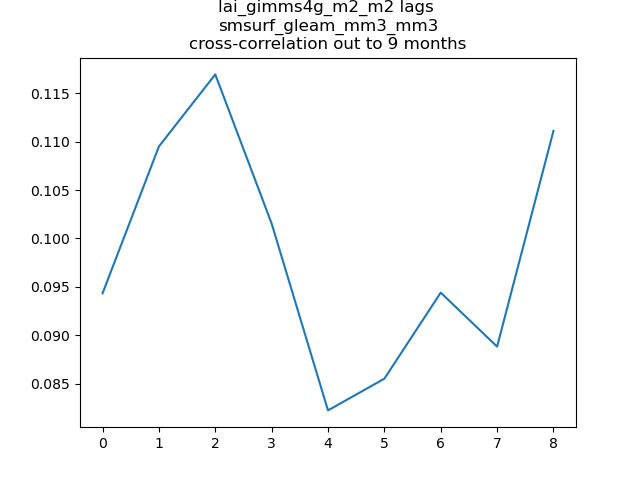 lai_gimms4g_m2_m2 lags
smsurf_gleam_mm3_mm3
cross-correlation out to 9 months
0.115
0.110
0.105
0.100
0.095
0.090
0.085
0 1 2 3 4 5 6 7 8